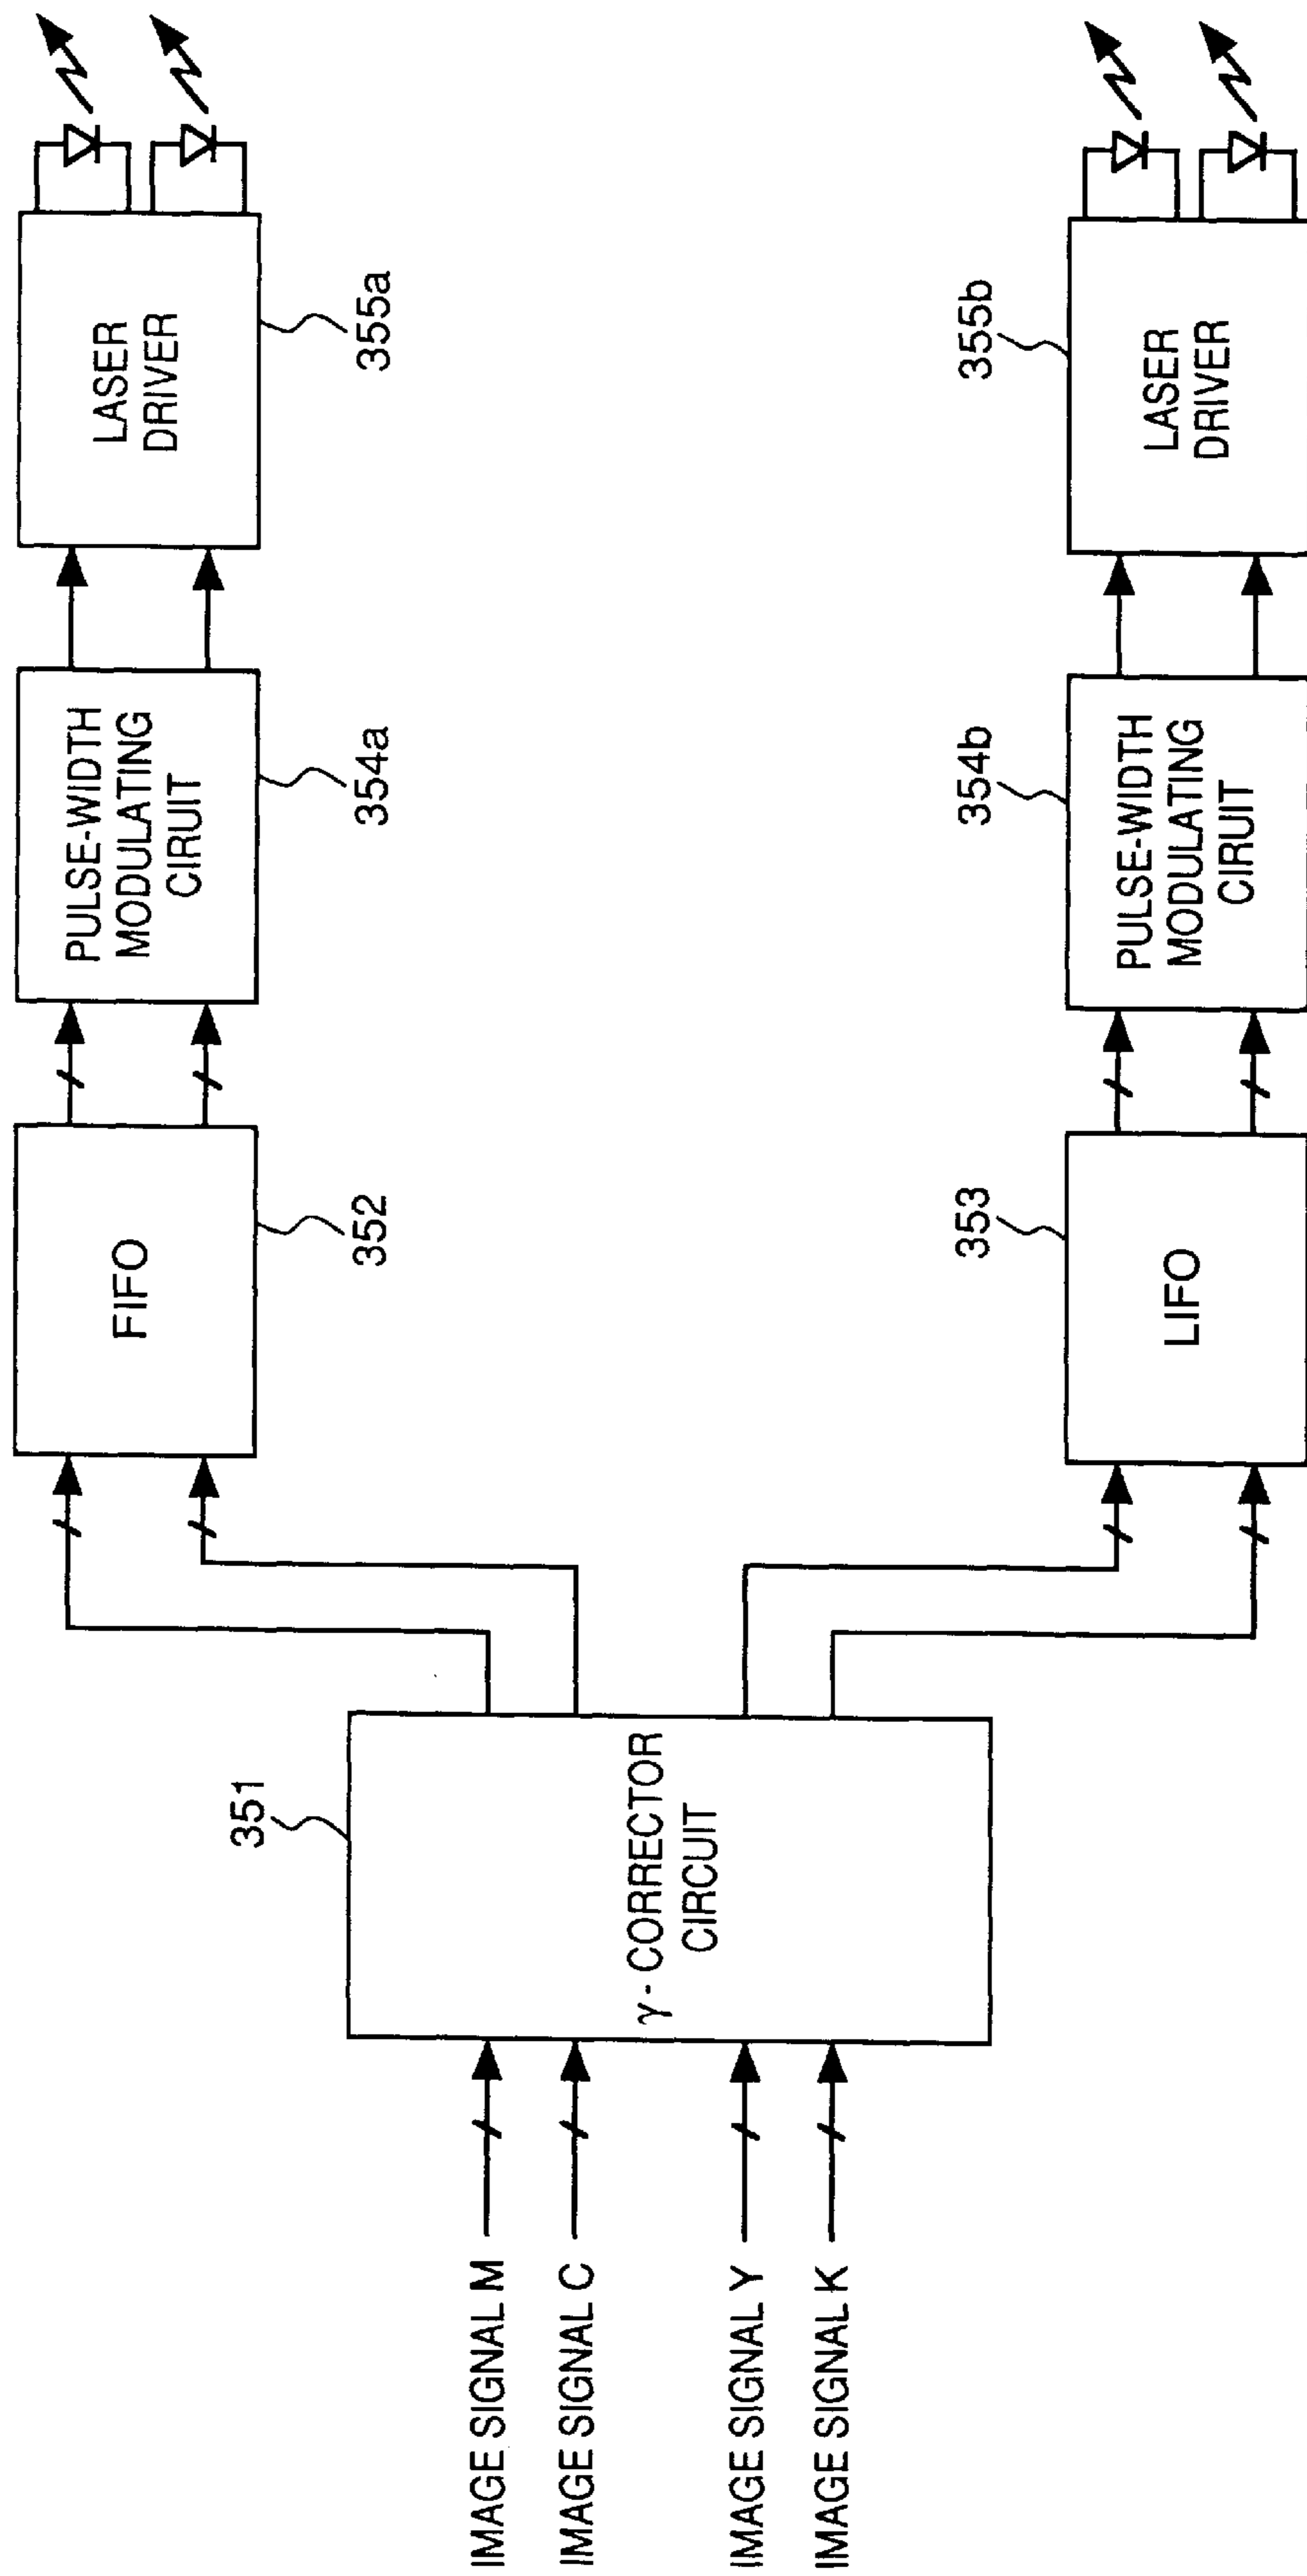 IMAGE SIGNAL M
IMAGE SIGNAL C
IMAGE SIGNAL Y
IMAGE SIGNAL K
351
γ - CORRECTOR
CIRCUIT
FIFO
352
PULSE-WIDTH
MODULATING
CIRUIT
354a
LASER
DRIVER
355a
353
LIFO
354b
PULSE-WIDTH
MODULATING
CIRUIT
355b
LASER
DRIVER